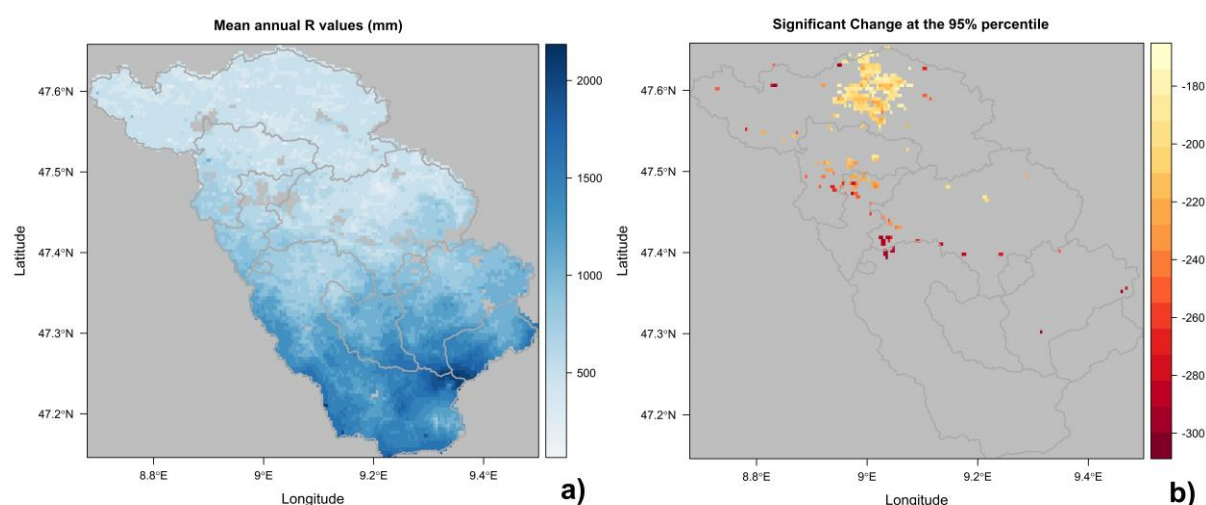 Mean annual R values (mm)
47.6°N
47.5°N
47.4°N
47.3°N
47.2°N
Latitude
8.8°E
9°E
9.2°E
9.4°E
Longitude
2000
1500
1000
500
a)
Significant Change at the 95% percentile
47.6°N
47.5°N
47.4°N
47.3°N
47.2°N
Latitude
8.8°E
9°E
9.2°E
9.4°E
Longitude
-180
-200
-220
-240
-260
-280
-300
b)